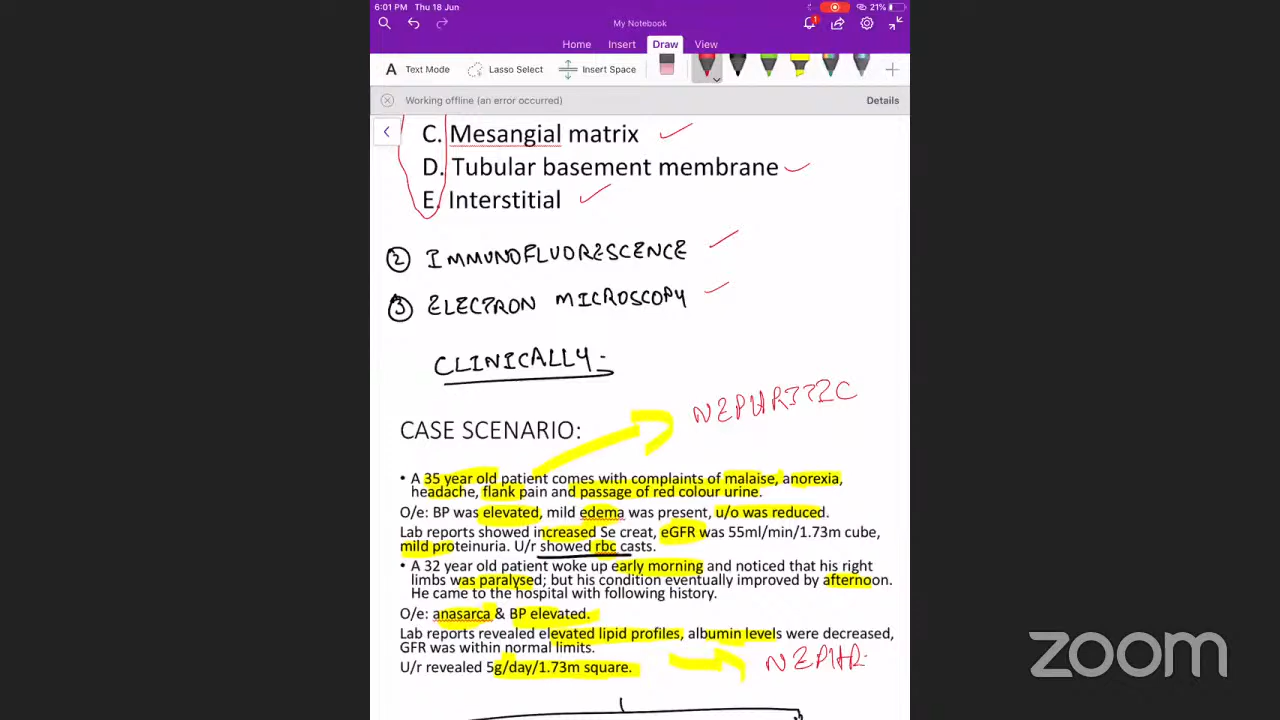 6:01 PM Thu 18 Jun
21%
My Notebook
Home Insert Draw View
A Text Mode Lasso Select Insert Space
Working offline (an error occurred) Details
C. Mesangial matrix
D. Tubular basement membrane
E. Interstitial
2 IMMUNOFLUORESCENCE
3 ELECTRON MICROSCOPY
CLINICALLY:-
NEPHRITIC
CASE SCENARIO:
• A 35 year old patient comes with complaints of malaise, anorexia,
headache, flank pain and passage of red colour urine.
O/e: BP was elevated, mild edema was present, u/o was reduced.
Lab reports showed increased Se creat, eGFR was 55ml/min/1.73m cube,
mild proteinuria. U/r showed rbc casts.
• A 32 year old patient woke up early morning and noticed that his right
limbs was paralysed; but his condition eventually improved by afternoon.
He came to the hospital with following history.
O/e: anasarca & BP elevated.
Lab reports revealed elevated lipid profiles, albumin levels were decreased,
GFR was within normal limits.
U/r revealed 5g/day/1.73m square.
NEPHR
zoom